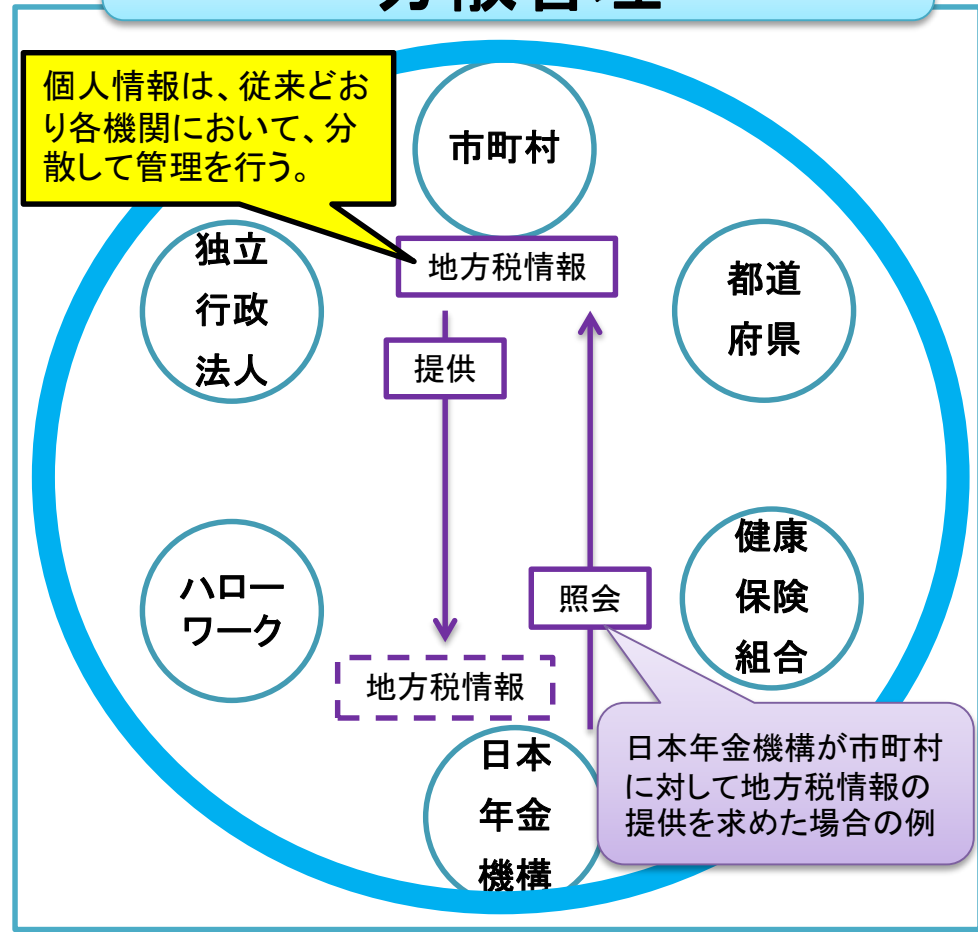 分散管理
個人情報は、従来どお
り各機関において、分
散して管理を行う。
市町村
地方税情報
独立
行政
法人
都道
府県
提供
ハロー
ワーク
照会
健康
保険
組合
地方税情報
日本
年金
機構
日本年金機構が市町村
に対して地方税情報の
提供を求めた場合の例